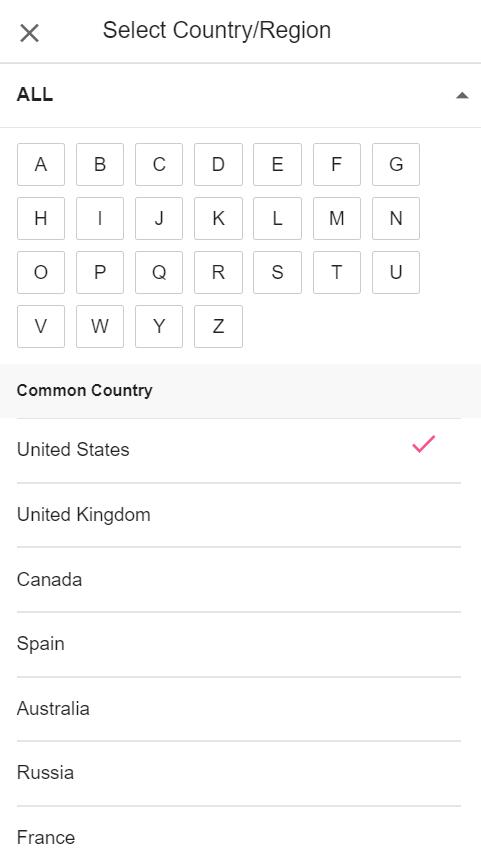 Select Country/Region
ALL
A B C D E F G
H I J K L M N
O P Q R S T U
V W Y Z
Common Country
United States
United Kingdom
Canada
Spain
Australia
Russia
France